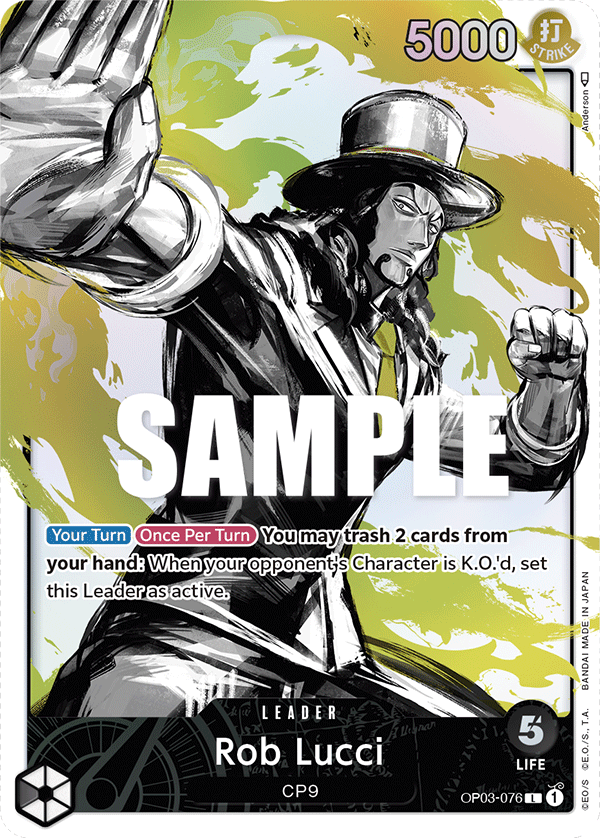 5000
打
STRIKE
Anderson
SAMPLE
Your Turn Once Per Turn You may trash 2 cards from
your hand: When your opponent's Character is K.O.'d, set
this Leader as active.
LEADER
Rob Lucci
CP9
5
LIFE
OP03-076 L 1
©EO/S ©E.O./S., T.A. BANDAI MADE IN JAPAN